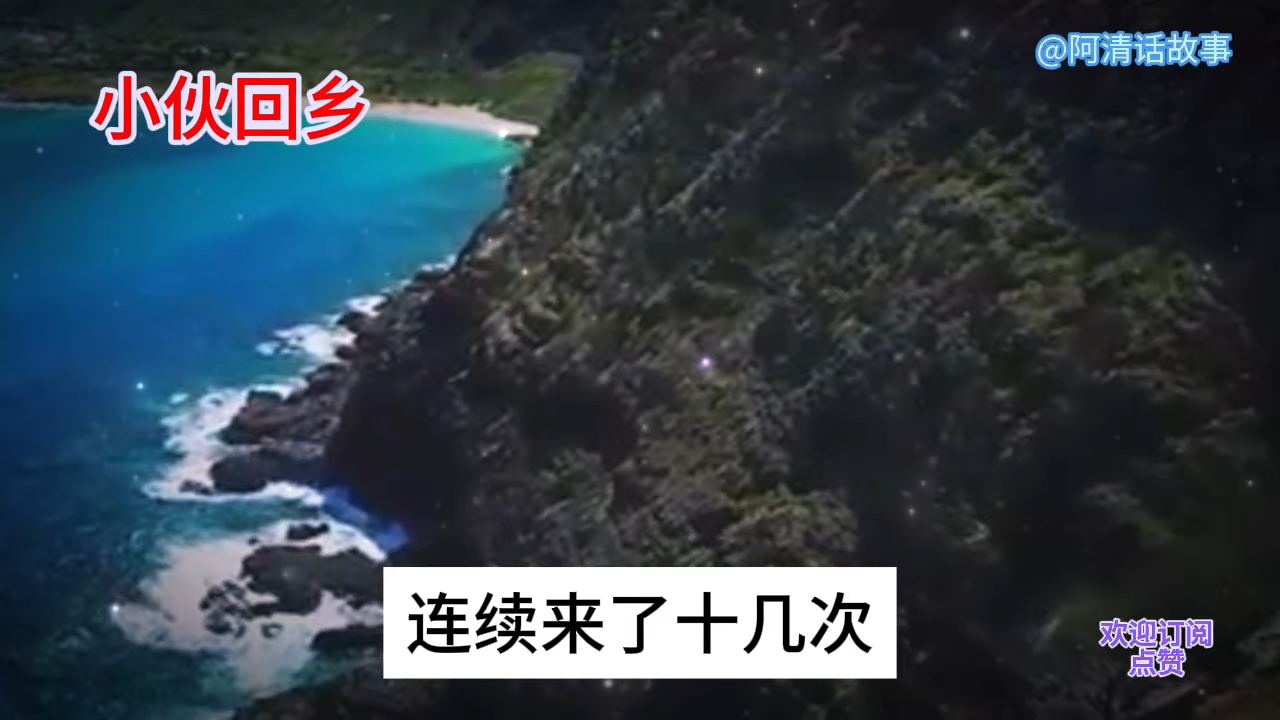 @阿清话故事
小伙回乡
连续来了十几次
欢迎订阅
点赞